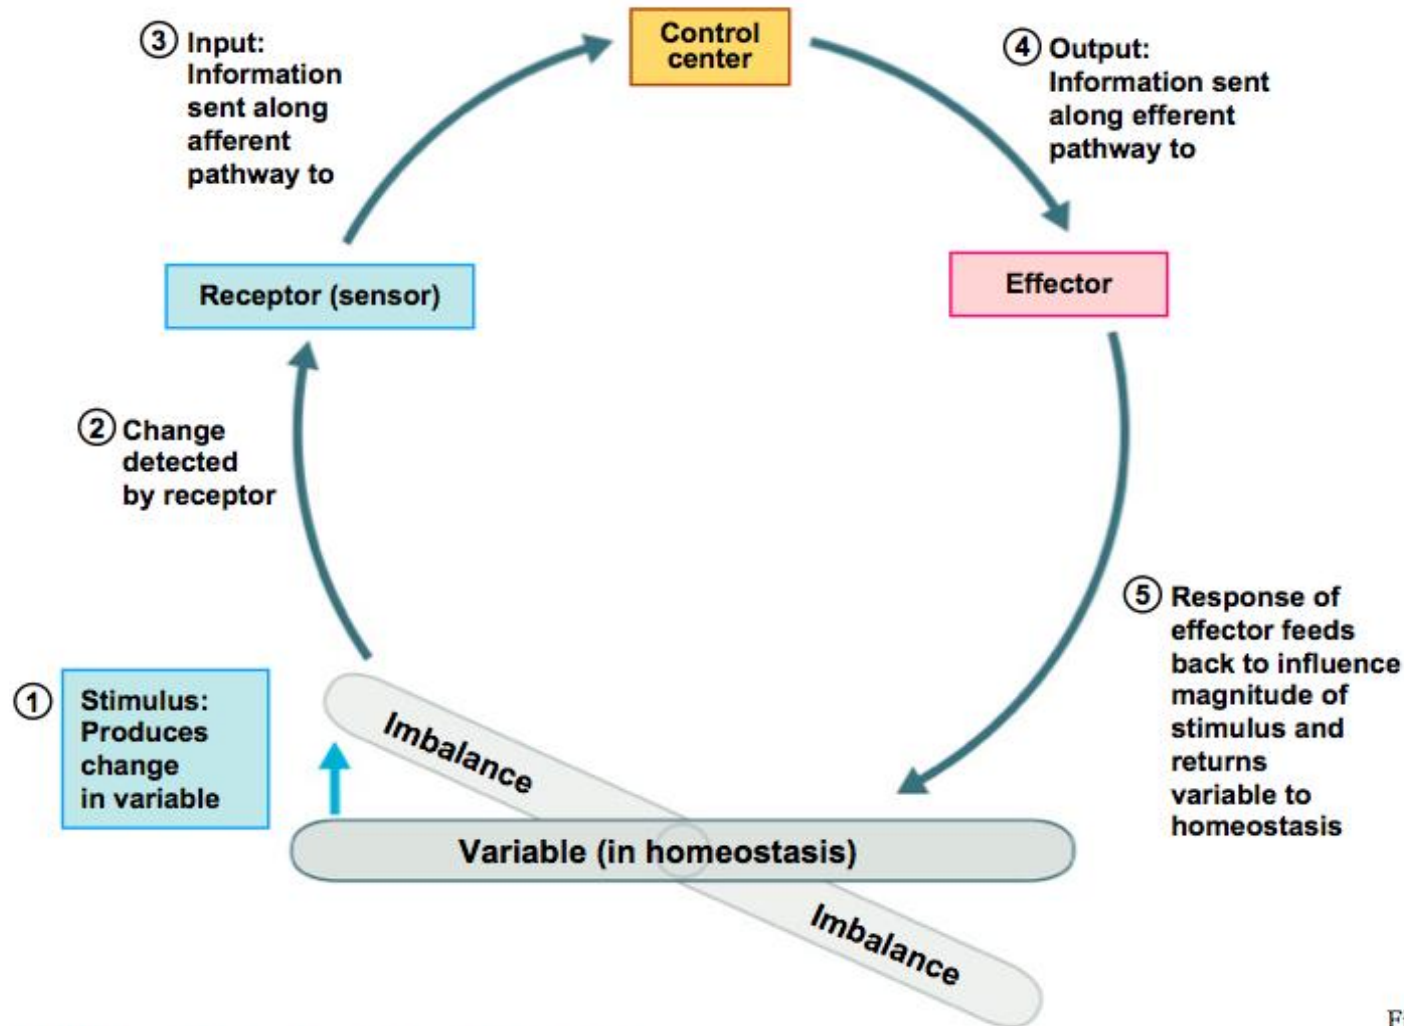 ③ Input:
Information
sent along
afferent
pathway to
Control
center
④ Output:
Information sent
along efferent
pathway to
Receptor (sensor)
Effector
② Change
detected
by receptor
① Stimulus:
Produces
change
in variable
Imbalance
Variable (in homeostasis)
Imbalance
⑤ Response of
effector feeds
back to influence
magnitude of
stimulus and
returns
variable to
homeostasis